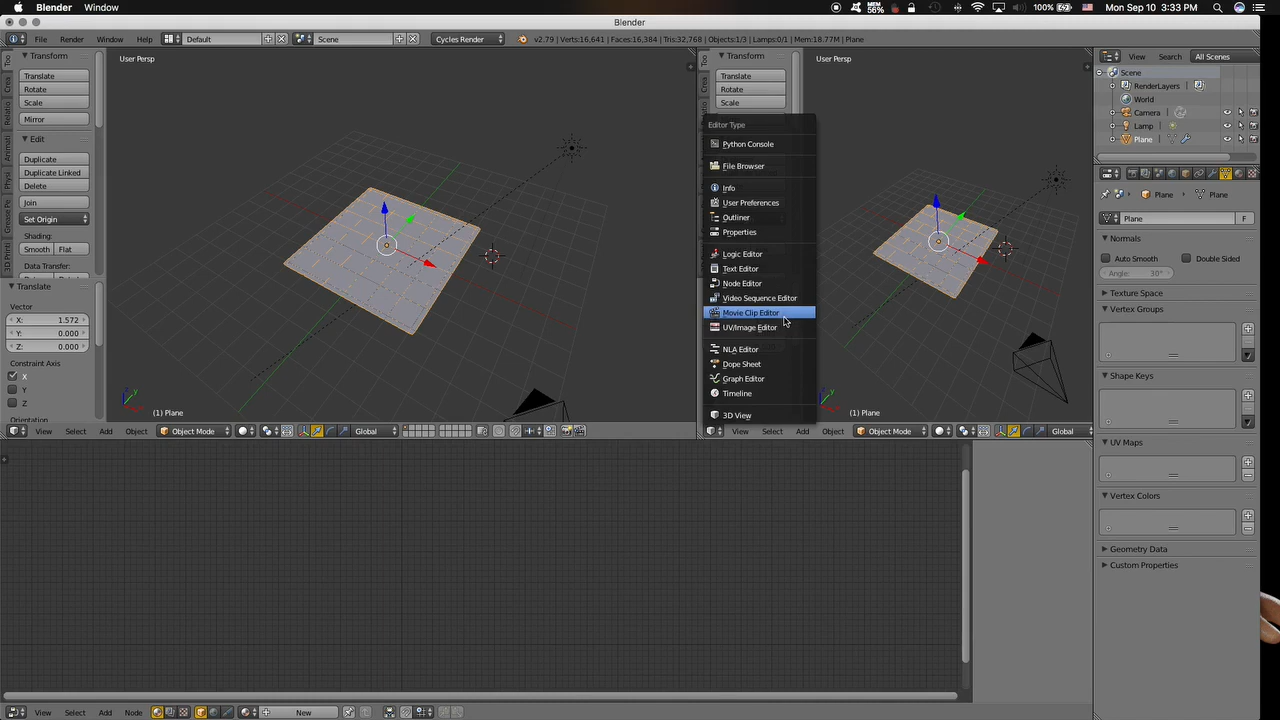 Blender Window
MEM 56% 100% Mon Sep 10 3:33 PM
Blender
File Render Window Help Default Scene Cycles Render v2.79 | Verts:16,641 | Faces:16,384 | Tris:32,768 | Objects:1/3 | Lamps:0/1 | Mem:18.77M | Plane
View Search All Scenes
Transform
User Persp
Translate
Rotate
Scale
Mirror
Edit
Duplicate
Duplicate Linked
Delete
Join
Set Origin
Shading:
Smooth Flat
Data Transfer:
Translate
Vector
X: 1.572
Y: 0.000
Z: 0.000
Constraint Axis
X
Y
Z
Orientation
(1) Plane
View Select Add Object Object Mode Global
Transform
User Persp
Translate
Rotate
Scale
Editor Type
Python Console
File Browser
Info
User Preferences
Outliner
Properties
Logic Editor
Text Editor
Node Editor
Video Sequence Editor
Movie Clip Editor
UV/Image Editor
NLA Editor
Dope Sheet
Graph Editor
Timeline
3D View
(1) Plane
View Select Add Object Object Mode Global
Scene
RenderLayers
World
Camera
Lamp
Plane
Plane Plane
Plane F
Normals
Auto Smooth Double Sided
Angle: 30°
Texture Space
Vertex Groups
Shape Keys
UV Maps
Vertex Colors
Geometry Data
Custom Properties
View Select Add Node New